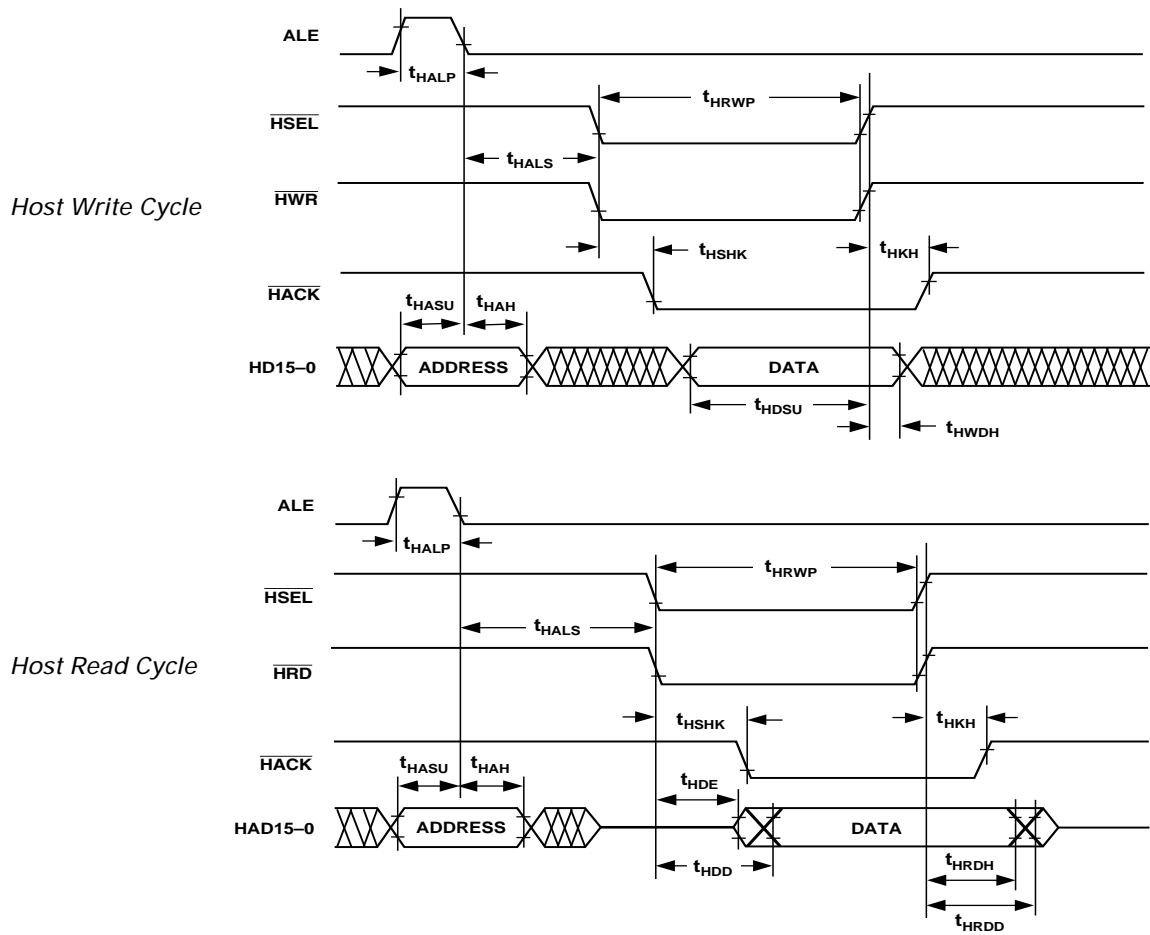 ALE
tHALP
tHRWP
HSEL
tHALS
Host Write Cycle
HWR
tHSHK
tHKH
HACK
tHASU
tHAH
HD15–0
ADDRESS
DATA
tHDSU
tHWDH
ALE
tHALP
tHRWP
HSEL
tHALS
Host Read Cycle
HRD
tHSHK
tHKH
HACK
tHASU
tHAH
tHDE
HAD15–0
ADDRESS
DATA
tHDD
tHRDH
tHRDD